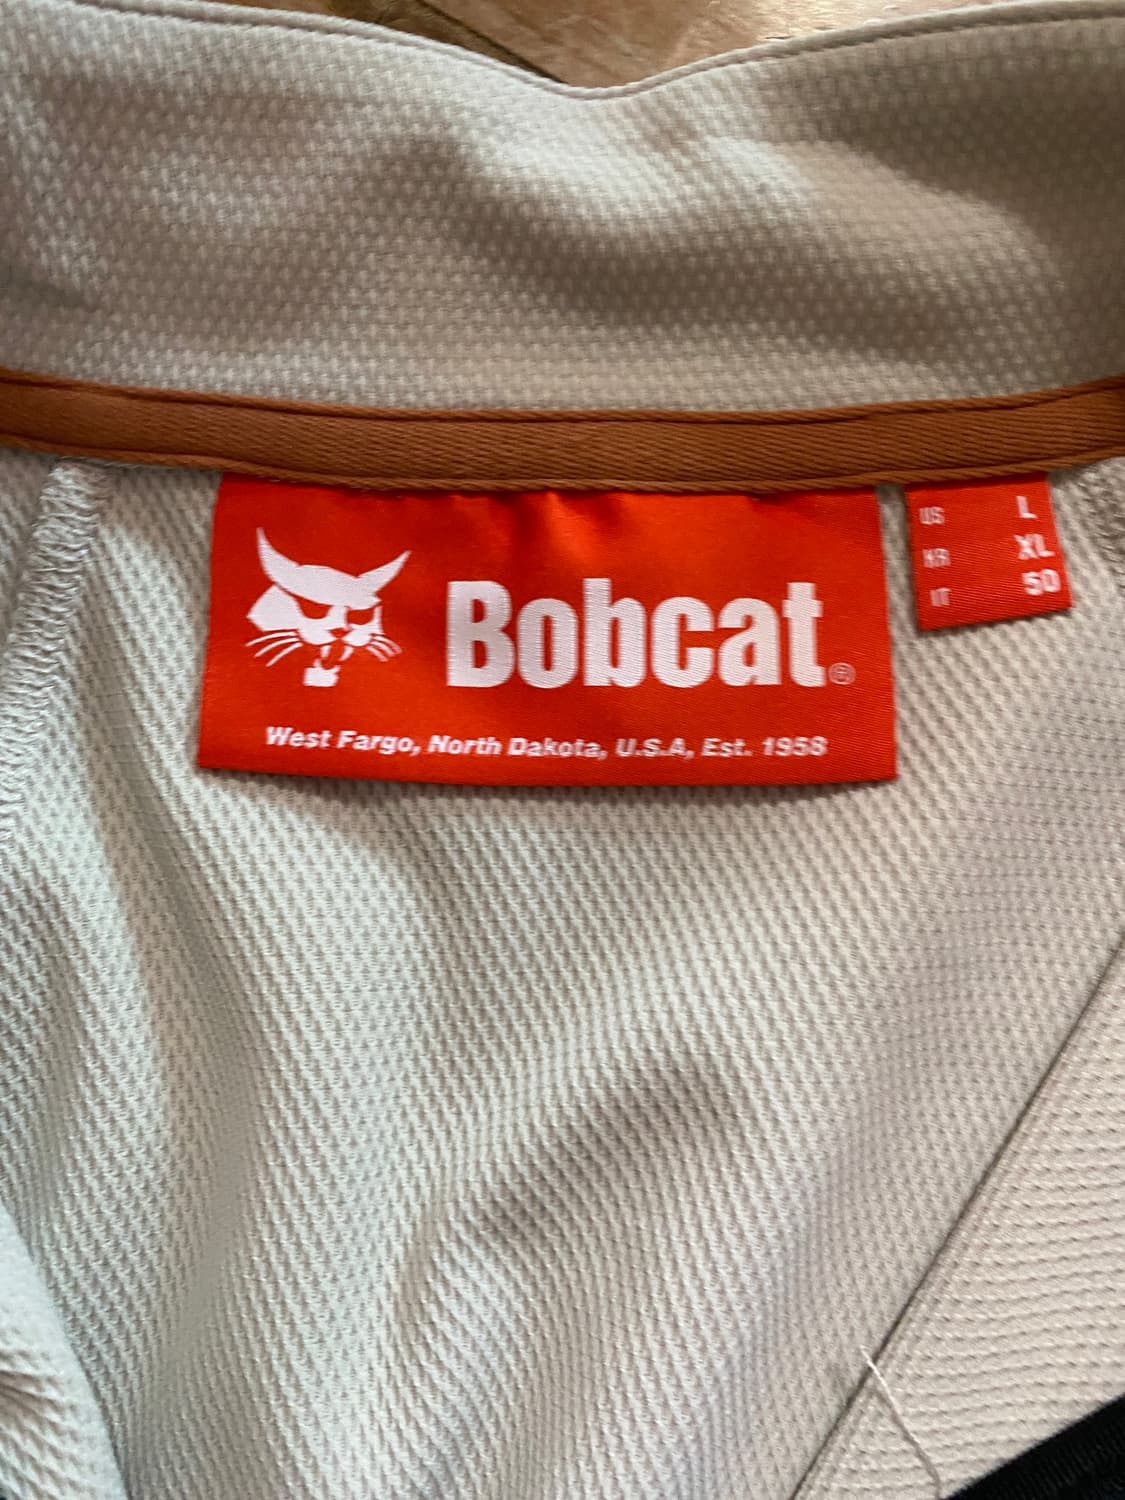 Bobcat®
West Fargo, North Dakota, U.S.A, Est. 1958
US L
KR XL
IT 50